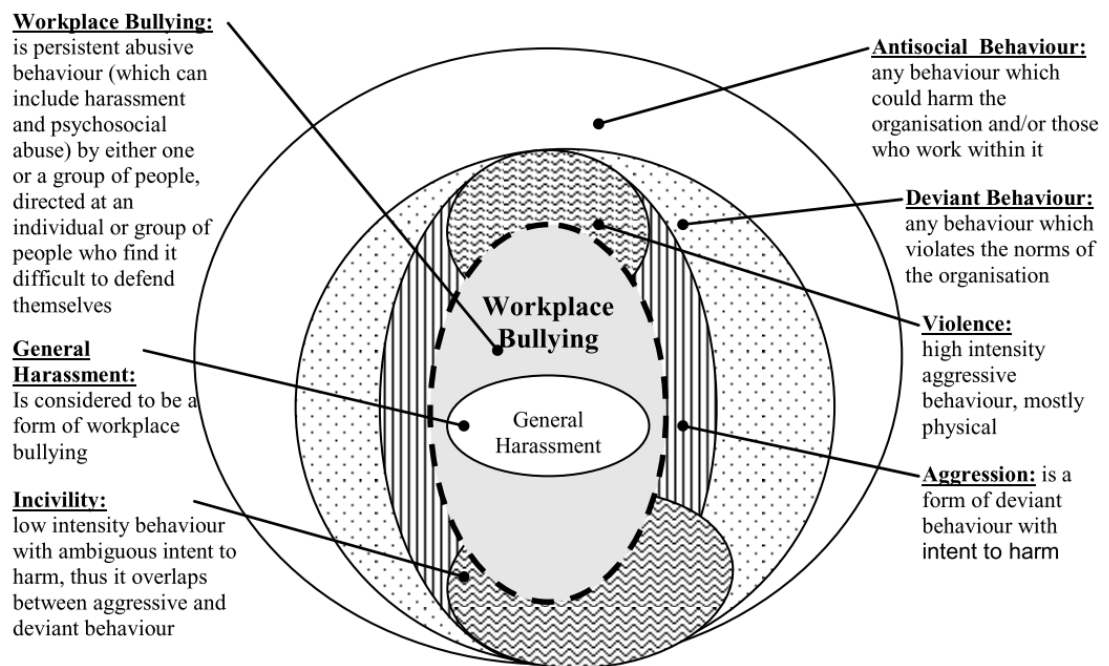 Workplace Bullying:
is persistent abusive
behaviour (which can
include harassment
and psychosocial
abuse) by either one
or a group of people,
directed at an
individual or group of
people who find it
difficult to defend
themselves
General
Harassment:
Is considered to be a
form of workplace
bullying
Incivility:
low intensity behaviour
with ambiguous intent to
harm, thus it overlaps
between aggressive and
deviant behaviour
Workplace
Bullying
General
Harassment
Antisocial Behaviour:
any behaviour which
could harm the
organisation and/or those
who work within it
Deviant Behaviour:
any behaviour which
violates the norms of
the organisation
Violence:
high intensity
aggressive
behaviour, mostly
physical
Aggression: is a
form of deviant
behaviour with
intent to harm